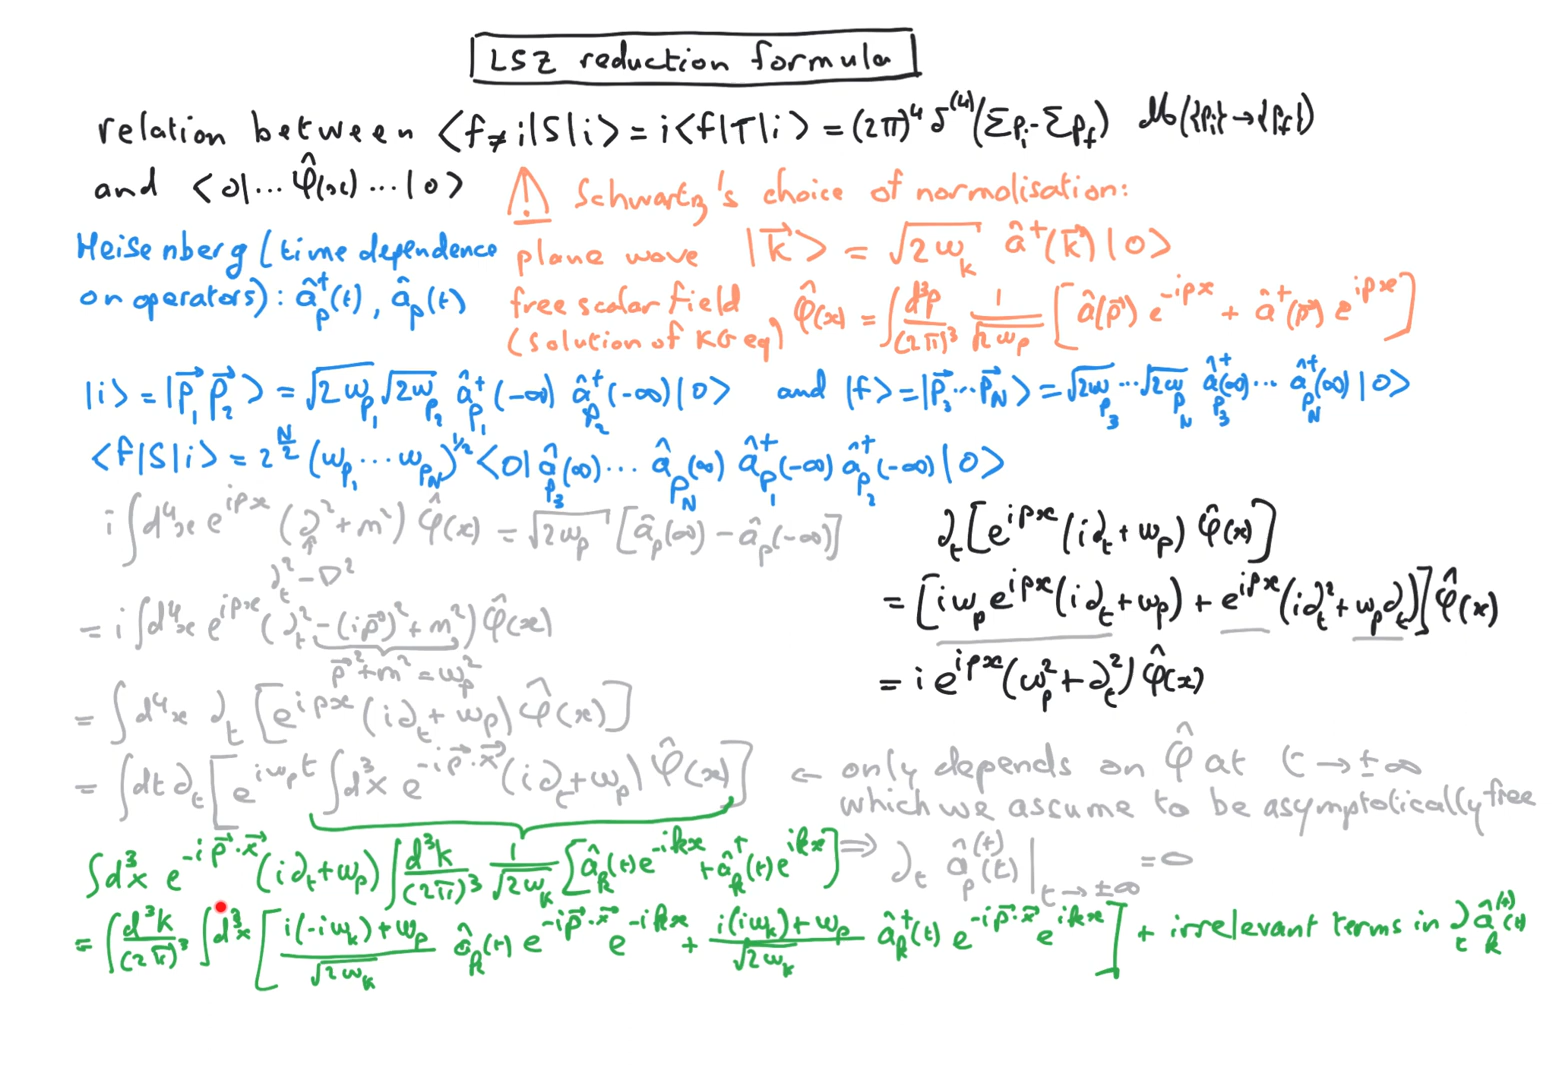 LSZ reduction formula
relation between <f≠i|S|i> = i<f|T|i> = (2π)⁴ δ⁽⁴⁾(Σp_i - Σp_f) M({p_i}→{p_f})
and <0|...φ̂(x)...|0>
⚠ Schwartz's choice of normolisation:
plane wave |k⃗> = √(2ω_k) â†(k⃗)|0>
free scalar field φ̂(x) = ∫ d³p/(2π)³ 1/√(2ω_p) [â(p⃗) e^{-ipx} + â†(p⃗) e^{ipx}]
(solution of KG eq)
Heisenberg (time dependence
on operators): â†_p(t), â_p(t)
|i> = |p⃗₁ p⃗₂> = √(2ω_{p₁}) √(2ω_{p₂}) â†_{p₁}(-∞) â†_{p₂}(-∞)|0> and |f> = |p⃗₃...p⃗_N> = √(2ω_{p₃})...√(2ω_{p_N}) â†_{p₃}(∞)...â†_{p_N}(∞)|0>
<f|S|i> = 2^{N/2} (ω_{p₁}...ω_{p_N})^{1/2} <0|â_{p₃}(∞)...â_{p_N}(∞) â†_{p₁}(-∞) â†_{p₂}(-∞)|0>
i∫d⁴x e^{ipx} (∂² + m²) φ̂(x) = √(2ω_p) [â_p(∞) - â_p(-∞)]
↑
∂_t² - ∇²
= i∫d⁴x e^{ipx} (∂_t² - (ip⃗)² + m²) φ̂(x)
p⃗² + m² = ω_p²
= ∫d⁴x ∂_t [e^{ipx} (i∂_t + ω_p) φ̂(x)]
= ∫dt ∂_t [e^{iω_p t} ∫d³x e^{-ip⃗·x⃗} (i∂_t + ω_p) φ̂(x)]
∂_t [e^{ipx} (i∂_t + ω_p) φ̂(x)]
= [iω_p e^{ipx} (i∂_t + ω_p) + e^{ipx} (i∂_t² + ω_p ∂_t)] φ̂(x)
= i e^{ipx} (ω_p² + ∂_t²) φ̂(x)
← only depends on φ̂ at t → ±∞
which we assume to be asymptotically free
⇒ ∂_t â_p^{(†)}(t)|_{t → ±∞} = 0
∫d³x e^{-ip⃗·x⃗} (i∂_t + ω_p) ∫ d³k/(2π)³ 1/√(2ω_k) [â_k(t) e^{-ikx} + â†_k(t) e^{ikx}]
= ∫ d³k/(2π)³ ∫d³x [ (i(-iω_k) + ω_p)/√(2ω_k) â_k(t) e^{-ip⃗·x⃗} e^{-ikx} + (i(iω_k) + ω_p)/√(2ω_k) â†_k(t) e^{-ip⃗·x⃗} e^{ikx} ] + irrelevant terms in ∂_t â_k^{(†)}(t)